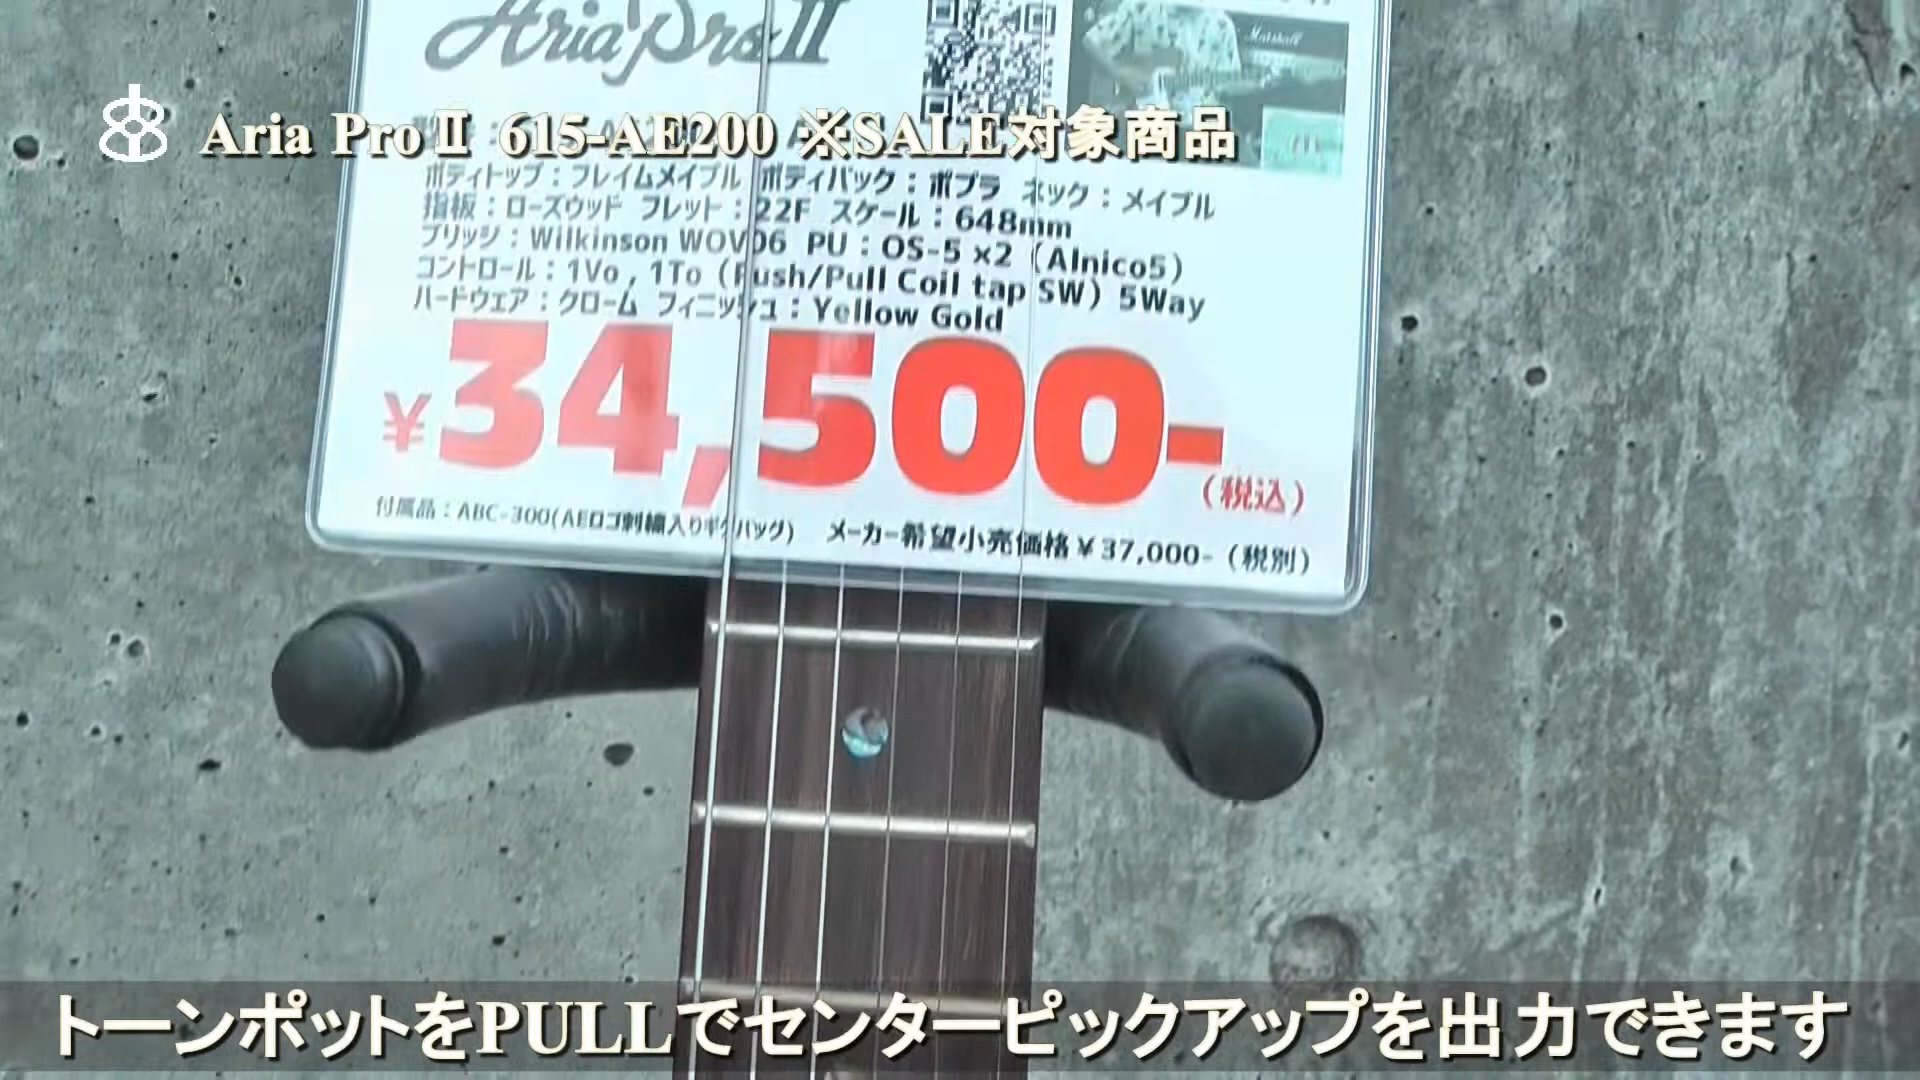 Aria Pro II
Marshall
Aria Pro Ⅱ 615-AE200 ※SALE対象商品
ボディトップ：フレイムメイプル ボディバック：ポプラ ネック：メイプル
指板：ローズウッド フレット：22F スケール：648mm
ブリッジ：Wilkinson WOV06 PU：OS-5 x2（Alnico5）
コントロール：1Vo , 1To（Push/Pull Coil tap SW）5Way
ハードウェア：クローム フィニッシュ：Yellow Gold
¥34,500-
（税込）
付属品：ABC-300(AEロゴ刺繍入りギグバッグ) メーカー希望小売価格￥37,000-（税別）
トーンポットをPULLでセンターピックアップを出力できます